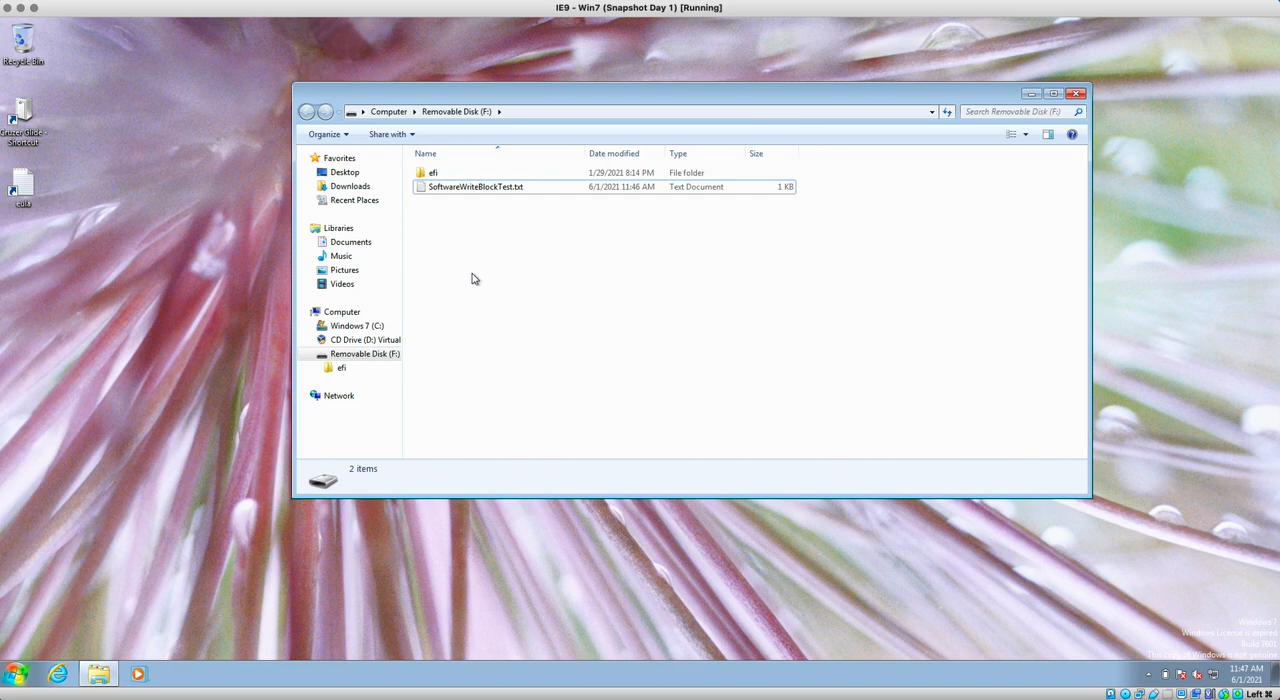 IE9 - Win7 (Snapshot Day 1) [Running]
Recycle Bin
Cruzer Glide - Shortcut
eula
Computer
Removable Disk (F:)
Search Removable Disk (F:)
Organize
Share with
Favorites
Desktop
Downloads
Recent Places
Libraries
Documents
Music
Pictures
Videos
Computer
Windows 7 (C:)
CD Drive (D:) Virtual
Removable Disk (F:)
efi
Network
Name Date modified Type Size
efi 1/29/2021 8:14 PM File folder
SoftwareWriteBlockTest.txt 6/1/2021 11:46 AM Text Document 1 KB
2 items
Windows 7
Windows License is expired
Build 7601
This copy of Windows is not genuine
11:47 AM
6/1/2021
Left ⌘